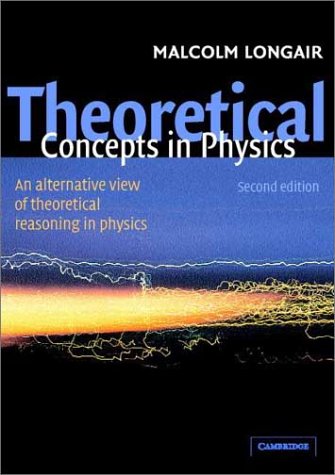 MALCOLM LONGAIR
Theoretical
Concepts in Physics
An alternative view
of theoretical
reasoning in physics
Second edition
CAMBRIDGE